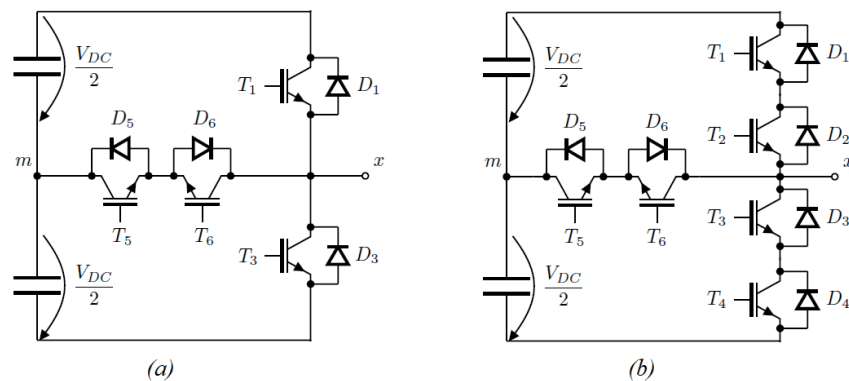 V_DC/2
T_1
D_1
D_5
D_6
m
x
T_5
T_6
T_3
D_3
V_DC/2
(a)
V_DC/2
T_1
D_1
D_5
D_6
T_2
D_2
m
x
T_5
T_6
T_3
D_3
V_DC/2
T_4
D_4
(b)